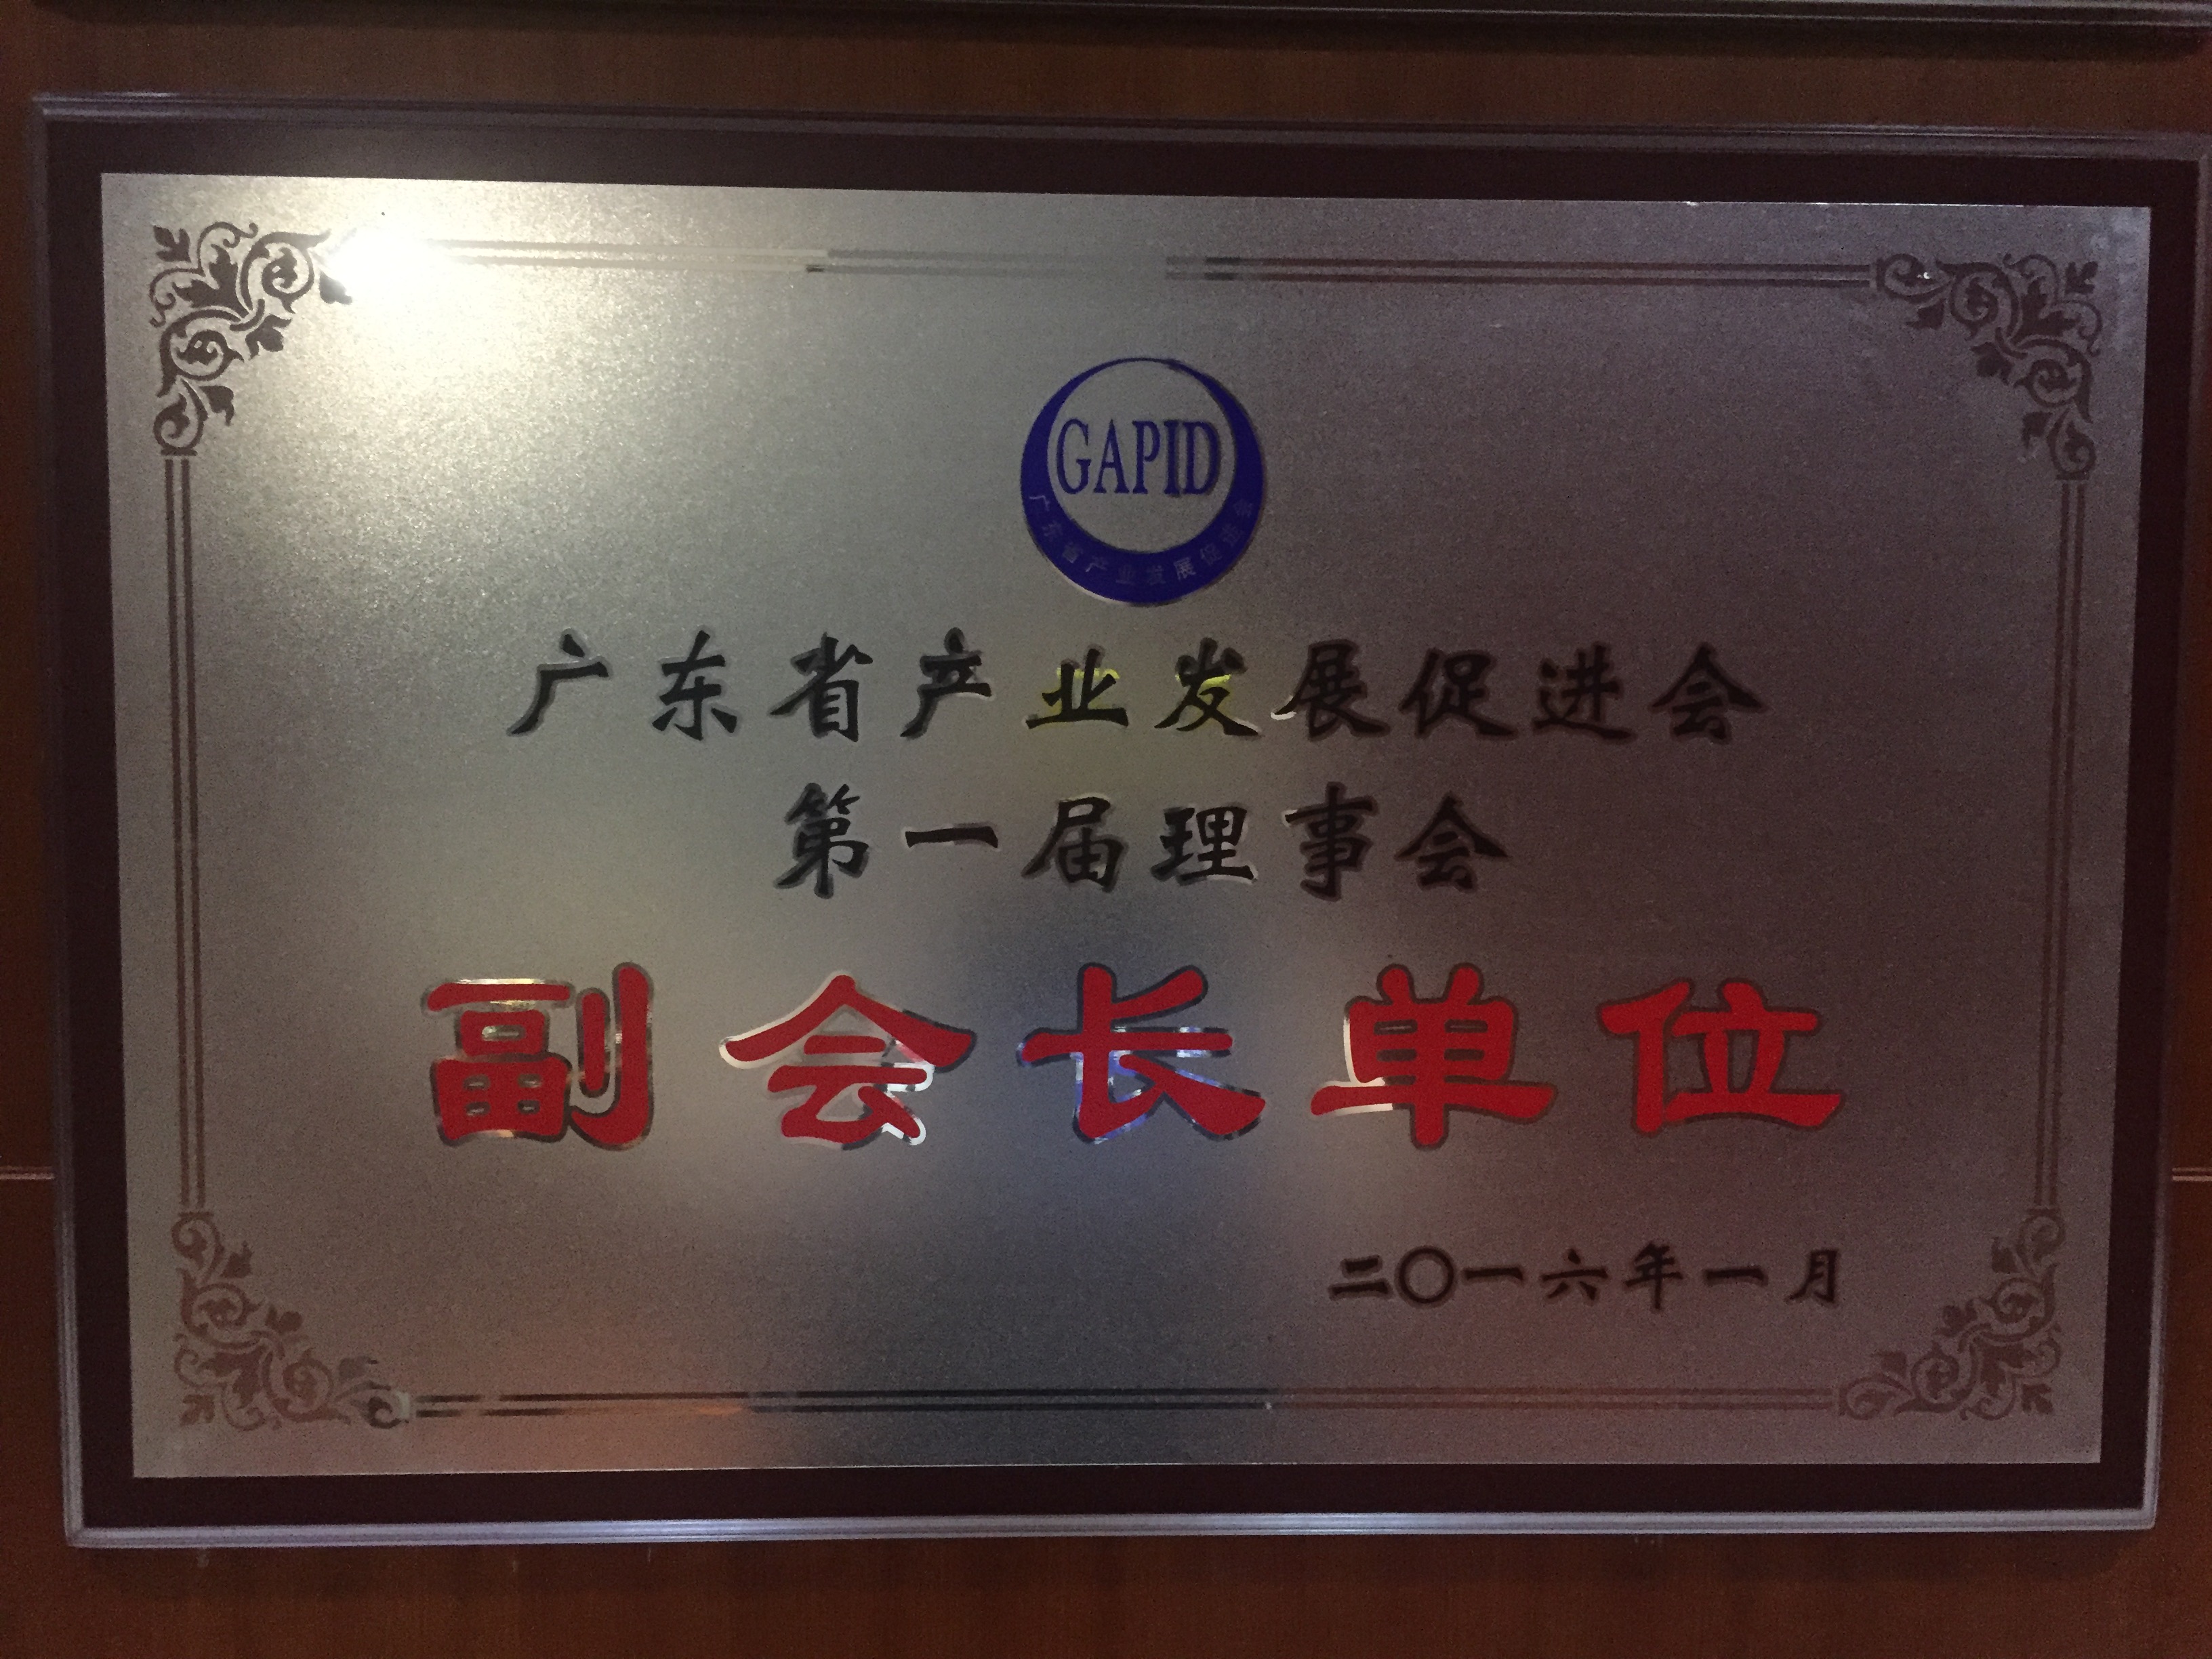 GAPID
广东省产业发展促进会
广东省产业发展促进会
第一届理事会
副会长单位
二〇一六年一月